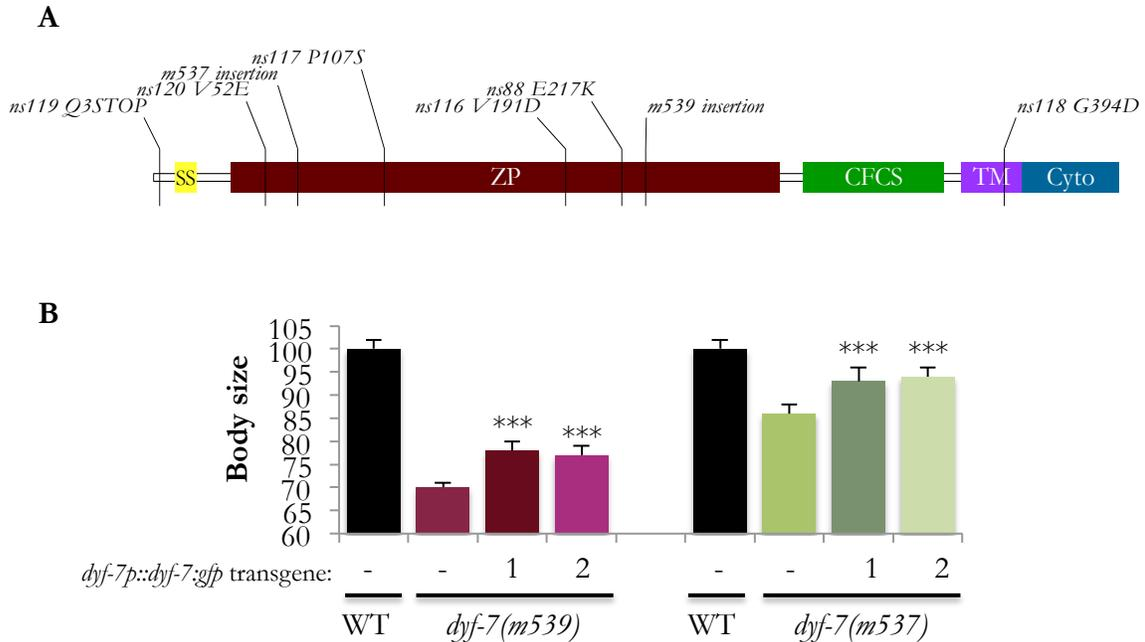 A
ns117 P107S
m537 insertion
ns120 V52E
ns88 E217K
ns119 Q3STOP
ns116 V191D
m539 insertion
ns118 G394D
SS
ZP
CFCS
TM
Cyto
B
Body size
105
100
95
90
85
80
75
70
65
60
***
***
***
***
dyf-7p::dyf-7:gfp transgene:
- - 1 2 - - 1 2
WT dyf-7(m539) WT dyf-7(m537)